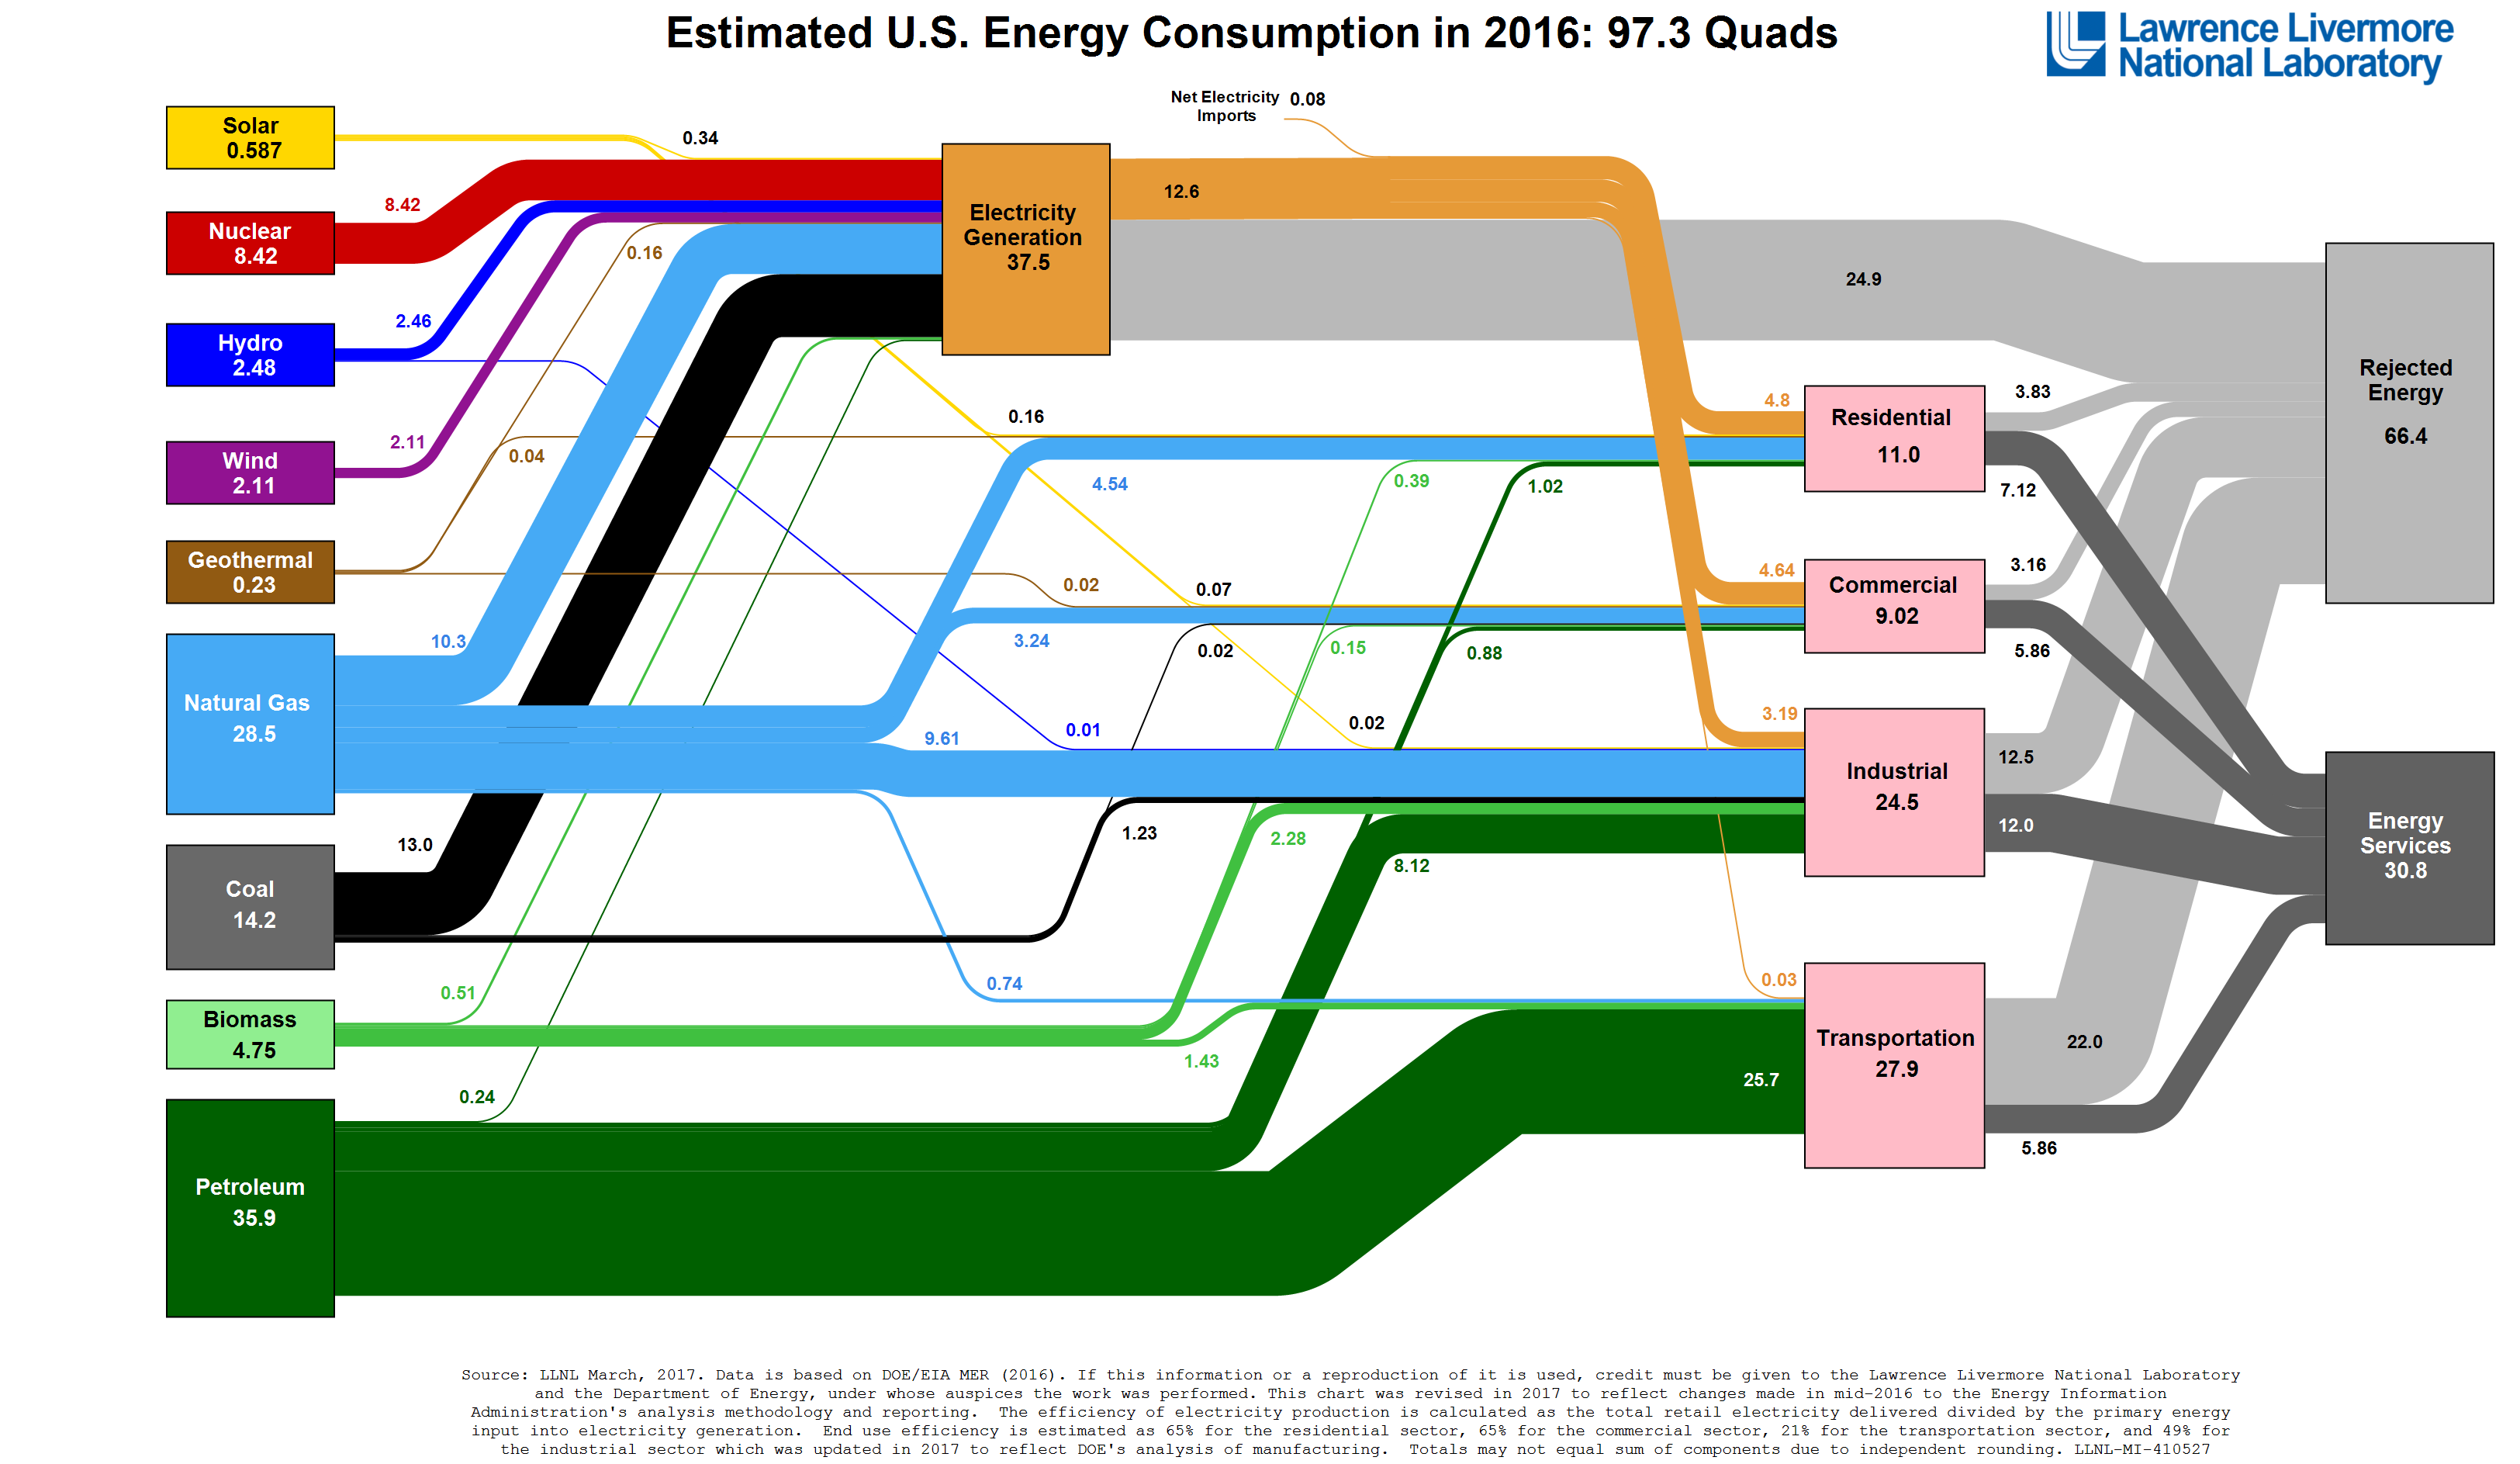 Estimated U.S. Energy Consumption in 2016: 97.3 Quads
Lawrence Livermore
National Laboratory
Net Electricity
Imports
0.08
Solar
0.587
0.34
Nuclear
8.42
8.42
Electricity
Generation
37.5
12.6
0.16
24.9
Hydro
2.48
2.46
Rejected
Energy
66.4
Residential
11.0
4.8
3.83
7.12
0.16
Wind
2.11
2.11
0.04
4.54
0.39
1.02
Geothermal
0.23
0.02
0.07
Commercial
9.02
4.64
3.16
5.86
Natural Gas
28.5
10.3
3.24
0.02
0.15
0.88
9.61
0.01
0.02
3.19
Industrial
24.5
12.5
12.0
Coal
14.2
13.0
1.23
2.28
8.12
Energy
Services
30.8
0.74
0.03
Biomass
4.75
0.51
1.43
Transportation
27.9
22.0
5.86
Petroleum
35.9
0.24
25.7
Source: LLNL March, 2017. Data is based on DOE/EIA MER (2016). If this information or a reproduction of it is used, credit must be given to the Lawrence Livermore National Laboratory
and the Department of Energy, under whose auspices the work was performed. This chart was revised in 2017 to reflect changes made in mid-2016 to the Energy Information
Administration's analysis methodology and reporting. The efficiency of electricity production is calculated as the total retail electricity delivered divided by the primary energy
input into electricity generation. End use efficiency is estimated as 65% for the residential sector, 65% for the commercial sector, 21% for the transportation sector, and 49% for
the industrial sector which was updated in 2017 to reflect DOE's analysis of manufacturing. Totals may not equal sum of components due to independent rounding. LLNL-MI-410527